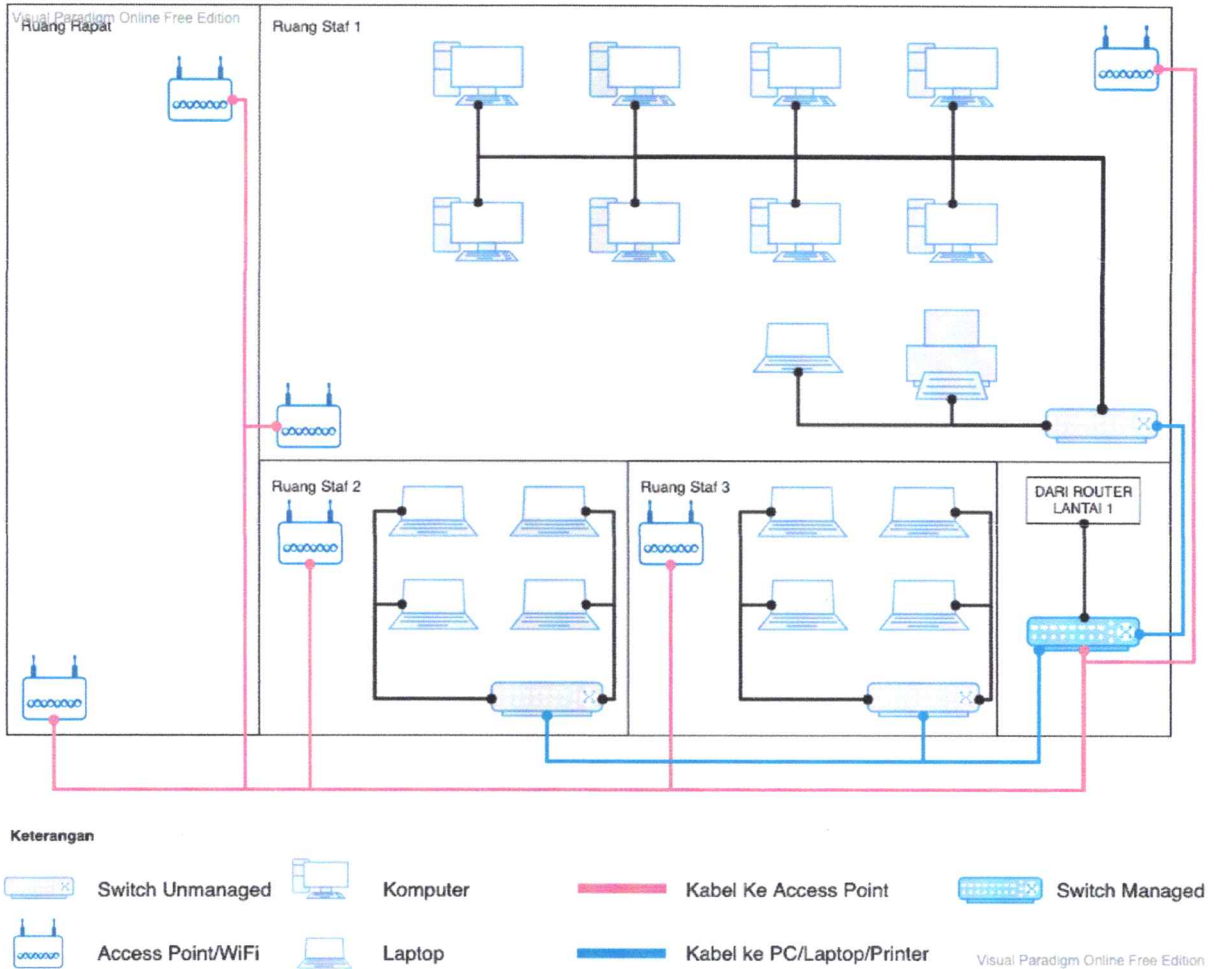 Visual Paradigm Online Free Edition
Ruang Rapat
Ruang Staf 1
Ruang Staf 2
Ruang Staf 3
DARI ROUTER
LANTAI 1
Keterangan
Switch Unmanaged
Komputer
Kabel Ke Access Point
Switch Managed
Access Point/WiFi
Laptop
Kabel ke PC/Laptop/Printer
Visual Paradigm Online Free Edition